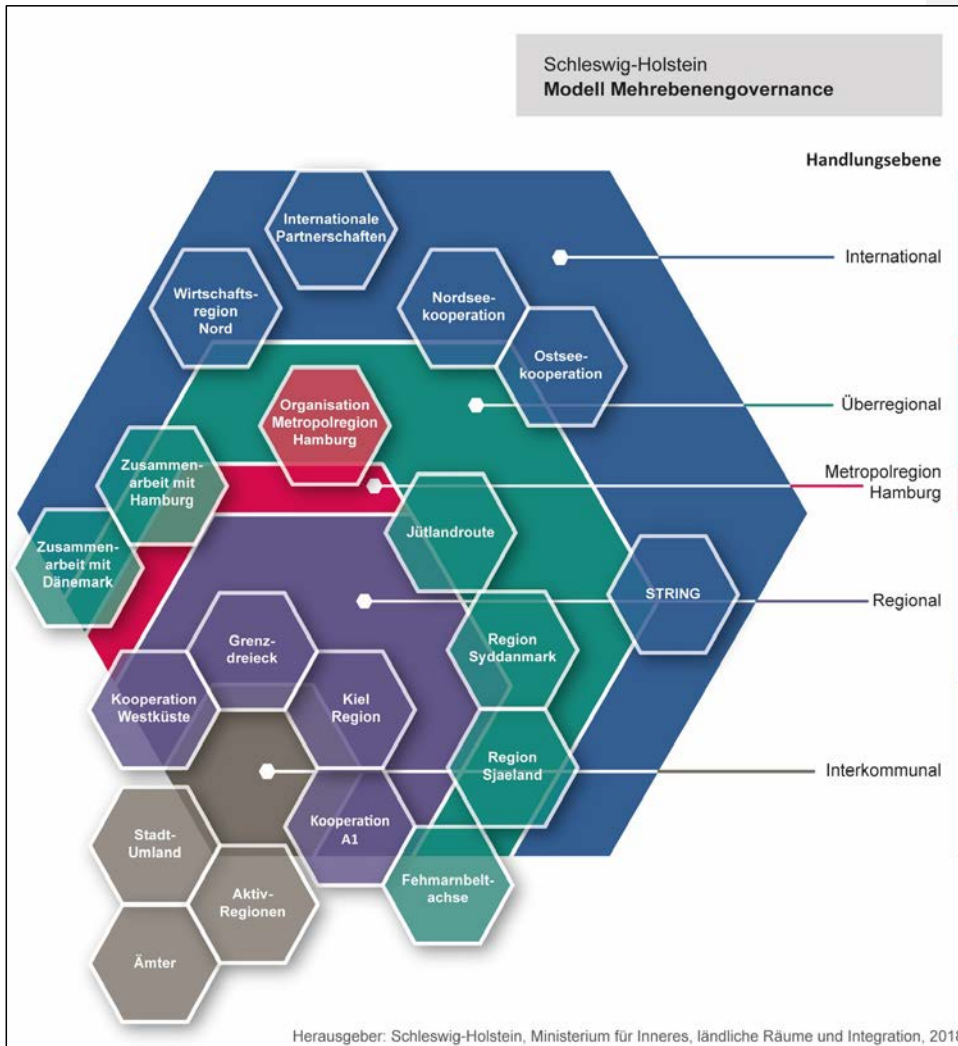 Schleswig-Holstein
Modell Mehrebenengovernance
Handlungsebene
Internationale
Partnerschaften
International
Wirtschafts-
region
Nord
Nordsee-
kooperation
Ostsee-
kooperation
Überregional
Organisation
Metropolregion
Hamburg
Zusammen-
arbeit mit
Hamburg
Metropolregion
Hamburg
Jütlandroute
Zusammen-
arbeit mit
Dänemark
STRING
Regional
Grenz-
dreieck
Region
Syddanmark
Kooperation
Westküste
Kiel
Region
Region
Sjaeland
Interkommunal
Stadt-
Umland
Kooperation
A1
Fehmarnbelt-
achse
Aktiv-
Regionen
Ämter
Herausgeber: Schleswig-Holstein, Ministerium für Inneres, ländliche Räume und Integration, 2018